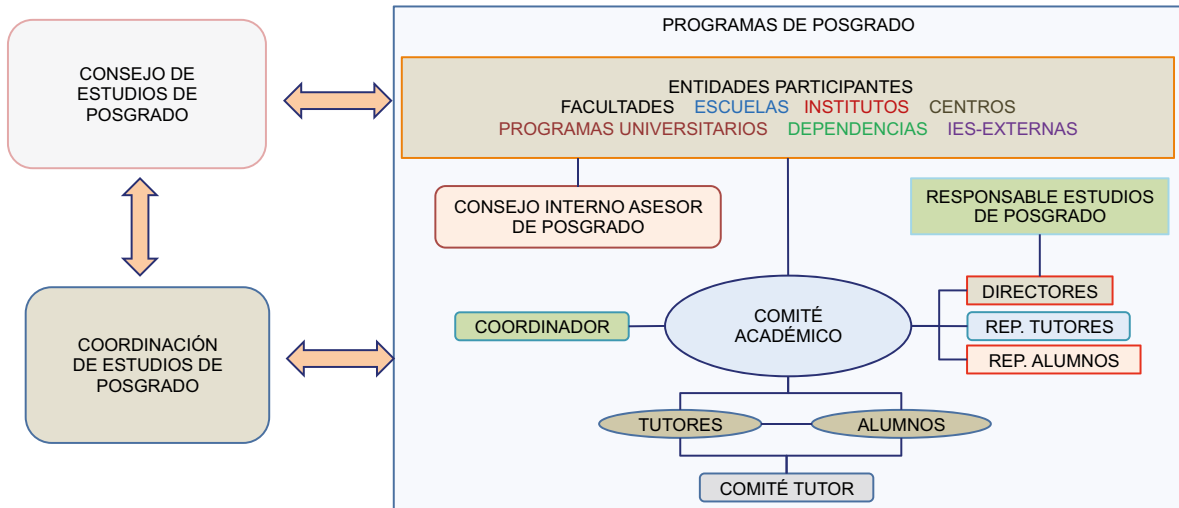 PROGRAMAS DE POSGRADO
CONSEJO DE
ESTUDIOS DE
POSGRADO
ENTIDADES PARTICIPANTES
FACULTADES ESCUELAS INSTITUTOS CENTROS
PROGRAMAS UNIVERSITARIOS DEPENDENCIAS IES-EXTERNAS
CONSEJO INTERNO ASESOR
DE POSGRADO
RESPONSABLE ESTUDIOS
DE POSGRADO
COORDINACIÓN
DE ESTUDIOS DE
POSGRADO
COORDINADOR
COMITÉ
ACADÉMICO
DIRECTORES
REP. TUTORES
REP. ALUMNOS
TUTORES
ALUMNOS
COMITÉ TUTOR